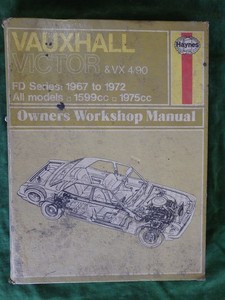 VAUXHALL
Haynes
VICTOR & VX 4/90
FD Series: 1967 to 1972
All models □ 1599cc □ 1975cc
Owners Workshop Manual